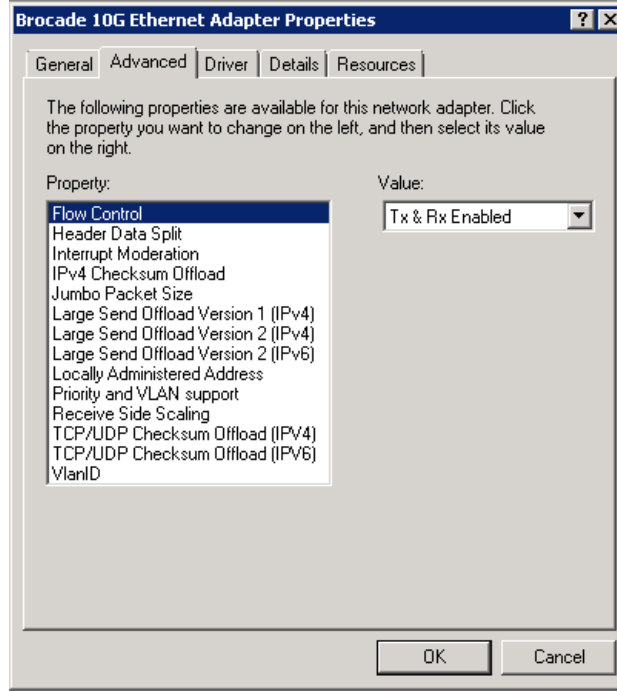 Brocade 10G Ethernet Adapter Properties
General Advanced Driver Details Resources
The following properties are available for this network adapter. Click
the property you want to change on the left, and then select its value
on the right.
Property:
Value:
Flow Control
Tx & Rx Enabled
Header Data Split
Interrupt Moderation
IPv4 Checksum Offload
Jumbo Packet Size
Large Send Offload Version 1 (IPv4)
Large Send Offload Version 2 (IPv4)
Large Send Offload Version 2 (IPv6)
Locally Administered Address
Priority and VLAN support
Receive Side Scaling
TCP/UDP Checksum Offload (IPV4)
TCP/UDP Checksum Offload (IPV6)
VlanID
OK
Cancel